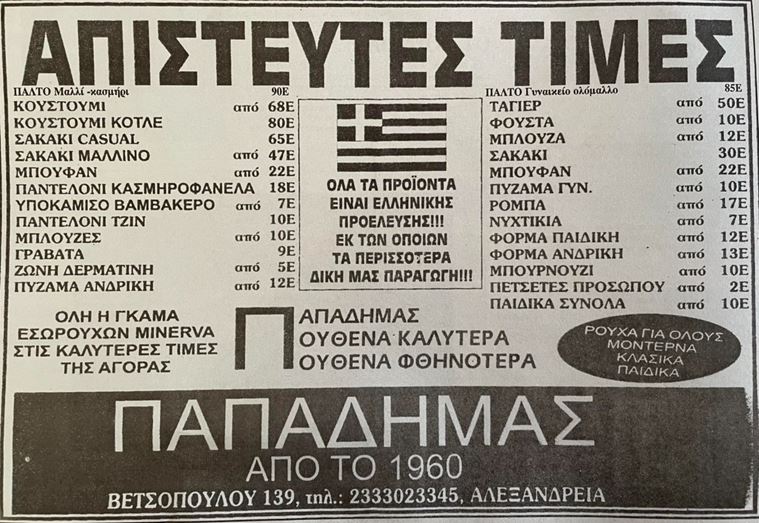 ΑΠΙΣΤΕΥΤΕΣ ΤΙΜΕΣ
ΠΑΛΤΟ Μαλλί -κασμήρι 90Ε
ΚΟΥΣΤΟΥΜΙ από 68Ε
ΚΟΥΣΤΟΥΜΙ ΚΟΤΛΕ 80Ε
ΣΑΚΑΚΙ CASUAL 65Ε
ΣΑΚΑΚΙ ΜΑΛΛΙΝΟ από 47Ε
ΜΠΟΥΦΑΝ από 22Ε
ΠΑΝΤΕΛΟΝΙ ΚΑΣΜΗΡΟΦΑΝΕΛΑ 18Ε
ΥΠΟΚΑΜΙΣΟ ΒΑΜΒΑΚΕΡΟ από 7Ε
ΠΑΝΤΕΛΟΝΙ ΤΖΙΝ 10Ε
ΜΠΛΟΥΖΕΣ από 10Ε
ΓΡΑΒΑΤΑ 9Ε
ΖΩΝΗ ΔΕΡΜΑΤΙΝΗ από 5Ε
ΠΥΖΑΜΑ ΑΝΔΡΙΚΗ από 12Ε
ΟΛΑ ΤΑ ΠΡΟΪΟΝΤΑ
ΕΙΝΑΙ ΕΛΛΗΝΙΚΗΣ
ΠΡΟΕΛΕΥΣΗΣ!!!
ΕΚ ΤΩΝ ΟΠΟΙΩΝ
ΤΑ ΠΕΡΙΣΣΟΤΕΡΑ
ΔΙΚΗ ΜΑΣ ΠΑΡΑΓΩΓΗ!!!
ΠΑΛΤΟ Γυναικείο ολόμαλλο 85Ε
ΤΑΓΙΕΡ από 50Ε
ΦΟΥΣΤΑ από 10Ε
ΜΠΛΟΥΖΑ από 12Ε
ΣΑΚΑΚΙ 30Ε
ΜΠΟΥΦΑΝ από 22Ε
ΠΥΖΑΜΑ ΓΥΝ. από 10Ε
ΡΟΜΠΑ από 17Ε
ΝΥΧΤΙΚΙΑ από 7Ε
ΦΟΡΜΑ ΠΑΙΔΙΚΗ από 12Ε
ΦΟΡΜΑ ΑΝΔΡΙΚΗ από 13Ε
ΜΠΟΥΡΝΟΥΖΙ από 10Ε
ΠΕΤΣΕΤΕΣ ΠΡΟΣΩΠΟΥ από 2Ε
ΠΑΙΔΙΚΑ ΣΥΝΟΛΑ από 10Ε
ΟΛΗ Η ΓΚΑΜΑ
ΕΣΩΡΟΥΧΩΝ MINERVA
ΣΤΙΣ ΚΑΛΥΤΕΡΕΣ ΤΙΜΕΣ
ΤΗΣ ΑΓΟΡΑΣ
ΠΑΠΑΔΗΜΑΣ
ΟΥΘΕΝΑ ΚΑΛΥΤΕΡΑ
ΟΥΘΕΝΑ ΦΘΗΝΟΤΕΡΑ
ΡΟΥΧΑ ΓΙΑ ΟΛΟΥΣ
ΜΟΝΤΕΡΝΑ
ΚΛΑΣΙΚΑ
ΠΑΙΔΙΚΑ
ΠΑΠΑΔΗΜΑΣ
ΑΠΟ ΤΟ 1960
ΒΕΤΣΟΠΟΥΛΟΥ 139, τηλ.: 2333023345, ΑΛΕΞΑΝΔΡΕΙΑ